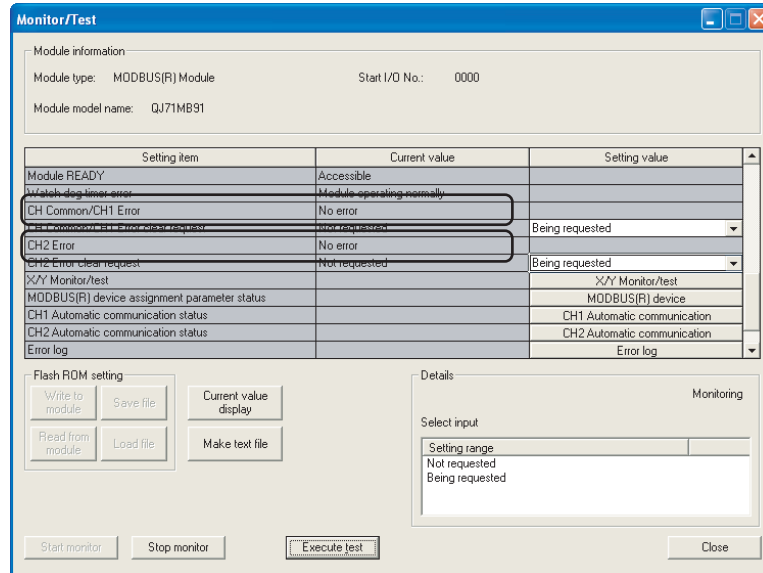 Monitor/Test
Module information
Module type: MODBUS(R) Module Start I/O No.: 0000
Module model name: QJ71MB91
Setting item Current value Setting value
Module READY Accessible
Watch dog timer error Module operating normally
CH Common/CH1 Error No error
CH Common/CH1 Error clear request Not requested Being requested
CH2 Error No error
CH2 Error clear request Not requested Being requested
X/Y Monitor/test X/Y Monitor/test
MODBUS(R) device assignment parameter status MODBUS(R) device
CH1 Automatic communication status CH1 Automatic communication
CH2 Automatic communication status CH2 Automatic communication
Error log Error log
Flash ROM setting
Write to module
Save file
Current value display
Read from module
Load file
Make text file
Details
Monitoring
Select input
Setting range
Not requested
Being requested
Start monitor Stop monitor Execute test Close